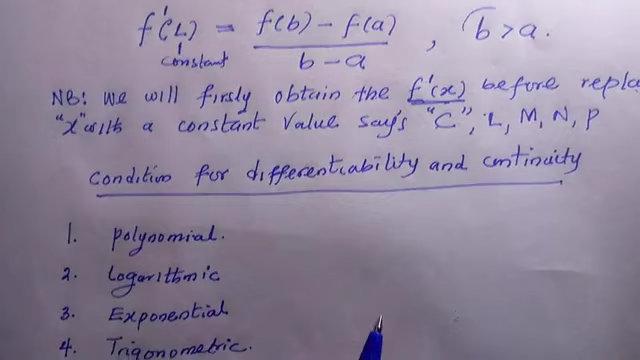 f'(L) = f(b) - f(a) / b - a , b > a.
constant
NB: We will firstly obtain the f'(x) before repla
"x" with a constant value say's "C", L, M, N, P
condition for differentiability and continuity
1. polynomial.
2. Logarithmic
3. Exponential
4. Trigonometric.